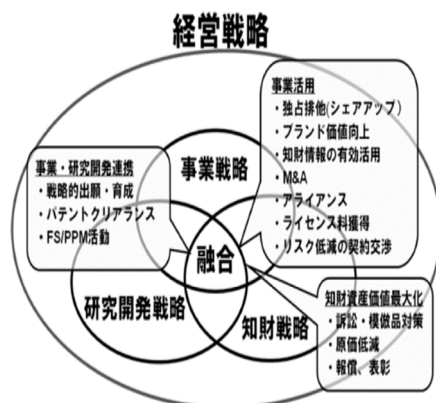 経営戦略
事業活用
・独占排他(シェアアップ)
・ブランド価値向上
・知財情報の有効活用
・M&A
・アライアンス
・ライセンス料獲得
・リスク低減の契約交渉
事業・研究開発連携
・戦略的出願・育成
・パテントクリアランス
・FS/PPM活動
事業戦略
融合
研究開発戦略
知財戦略
知財資産価値最大化
・訴訟・模倣品対策
・原価低減
・報償、表彰